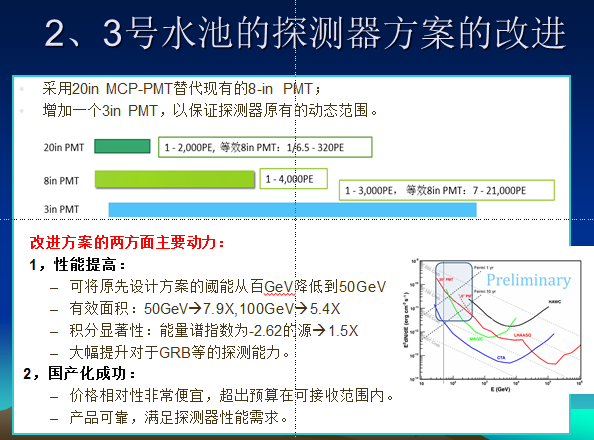 2、3号水池的探测器方案的改进
采用20in MCP-PMT替代现有的8-in PMT；
增加一个3in PMT，以保证探测器原有的动态范围。
20in PMT
1 - 2,000PE, 等效8in PMT：1/6.5 - 320PE
8in PMT
1 - 4,000PE
1 - 3,000PE， 等效8in PMT：7 - 21,000PE
3in PMT
改进方案的两方面主要动力：
1，性能提高：
– 可将原先设计方案的阈能从百GeV降低到50GeV
– 有效面积：50GeV→7.9X,100GeV→5.4X
– 积分显著性：能量谱指数为-2.62的源→1.5X
– 大幅提升对于GRB等的探测能力。
2，国产化成功：
– 价格相对性非常便宜，超出预算在可接收范围内。
– 产品可靠，满足探测器性能需求。
Preliminary
Fermi 1 yr
Fermi 10 yr
HAWC
LHAASO
MAGIC
CTA
E (GeV)